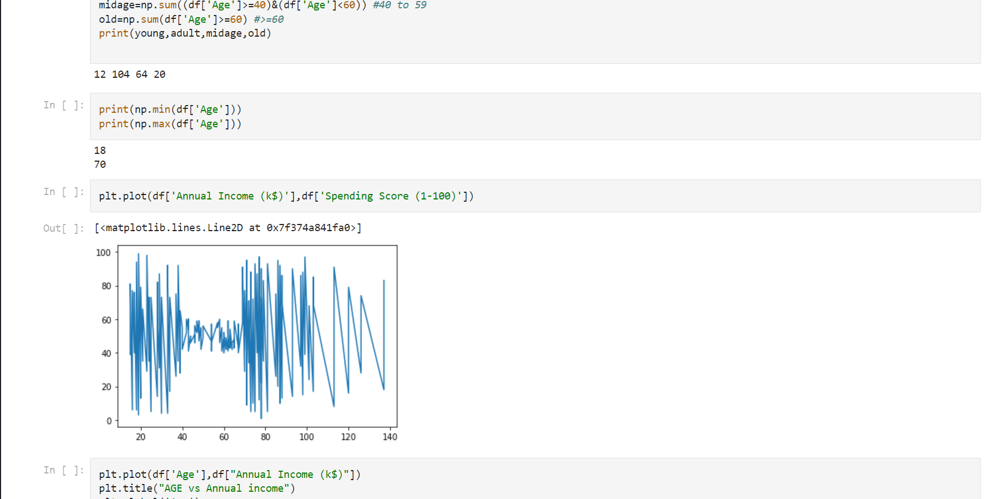 midage=np.sum((df['Age']>=40)&(df['Age']<60)) #40 to 59
old=np.sum(df['Age']>=60) #>=60
print(young,adult,midage,old)
12 104 64 20
In [ ]:
print(np.min(df['Age']))
print(np.max(df['Age']))
18
70
In [ ]:
plt.plot(df['Annual Income (k$)'],df['Spending Score (1-100)'])
Out[ ]:
[<matplotlib.lines.Line2D at 0x7f374a841fa0>]
100
80
60
40
20
0
20 40 60 80 100 120 140
In [ ]:
plt.plot(df['Age'],df["Annual Income (k$)"])
plt.title("AGE vs Annual income")